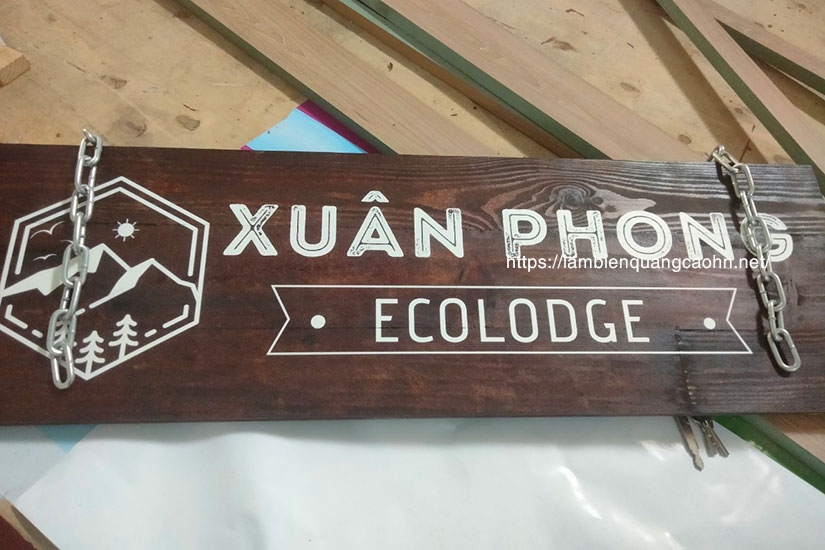 XUÂN PHONG
https://lambienquangcaohn.net/
ECOLODGE